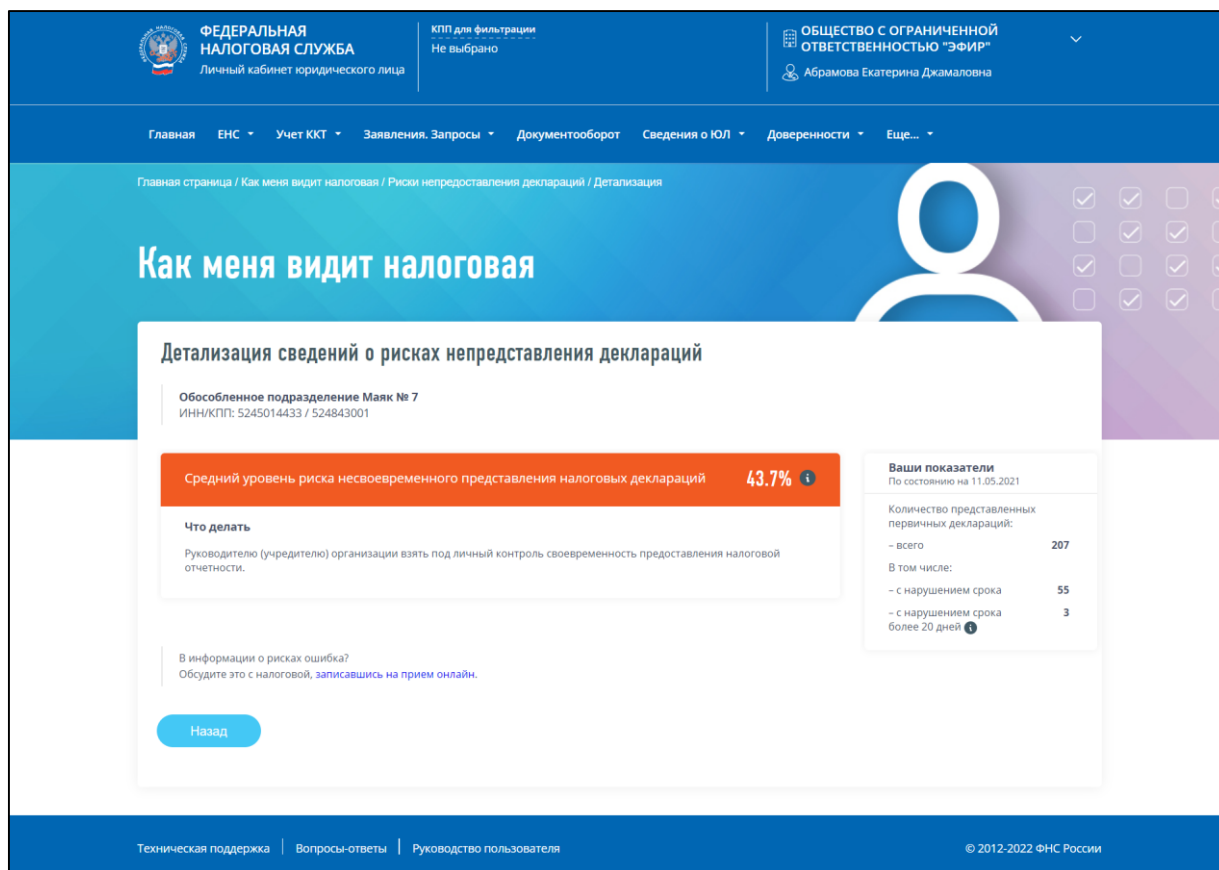 ФЕДЕРАЛЬНАЯ
НАЛОГОВАЯ СЛУЖБА
Личный кабинет юридического лица
КПП для фильтрации
Не выбрано
ОБЩЕСТВО С ОГРАНИЧЕННОЙ
ОТВЕТСТВЕННОСТЬЮ "ЭФИР"
Абрамова Екатерина Джамаловна
Главная ЕНС Учет ККТ Заявления. Запросы Документооборот Сведения о ЮЛ Доверенности Еще...
Главная страница / Как меня видит налоговая / Риски непредоставления деклараций / Детализация
Как меня видит налоговая
Детализация сведений о рисках непредставления деклараций
Обособленное подразделение Маяк № 7
ИНН/КПП: 5245014433 / 524843001
Средний уровень риска несвоевременного представления налоговых деклараций 43.7%
Что делать
Руководителю (учредителю) организации взять под личный контроль своевременность предоставления налоговой
отчетности.
Ваши показатели
По состоянию на 11.05.2021
Количество представленных
первичных деклараций:
– всего 207
В том числе:
– с нарушением срока 55
– с нарушением срока 3
более 20 дней
В информации о рисках ошибка?
Обсудите это с налоговой, записавшись на прием онлайн.
Назад
Техническая поддержка Вопросы-ответы Руководство пользователя © 2012-2022 ФНС России